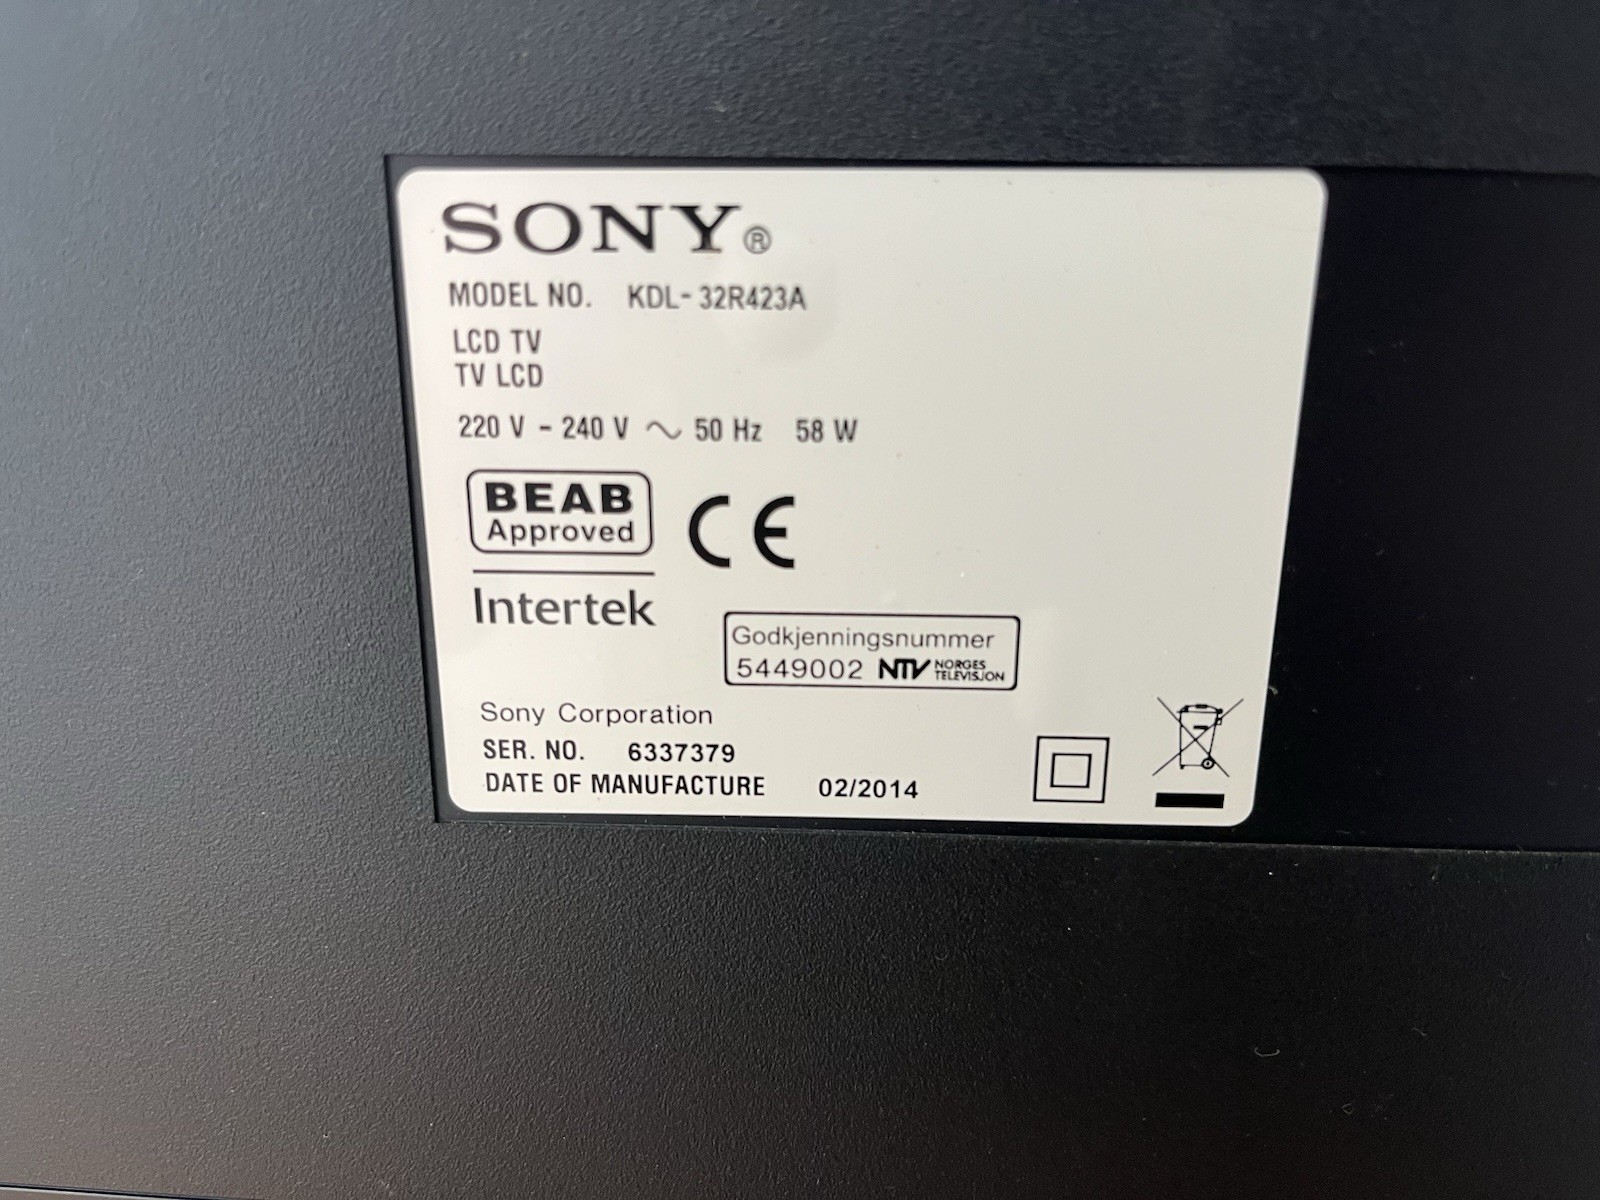 SONY®
MODEL NO. KDL-32R423A
LCD TV
TV LCD
220 V - 240 V ~ 50 Hz 58 W
BEAB
Approved
CE
Intertek
Godkjenningsnummer
5449002 NTV NORGES TELEVISJON
Sony Corporation
SER. NO. 6337379
DATE OF MANUFACTURE 02/2014